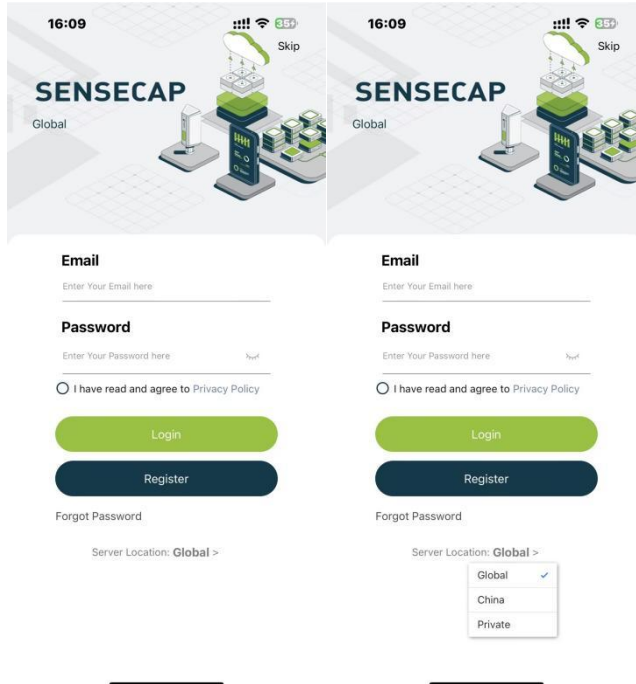 16:09
35
Skip
SENSECAP
Global
Email
Enter Your Email here
Password
Enter Your Password here
I have read and agree to Privacy Policy
Login
Register
Forgot Password
Server Location: Global >
16:09
35
Skip
SENSECAP
Global
Email
Enter Your Email here
Password
Enter Your Password here
I have read and agree to Privacy Policy
Login
Register
Forgot Password
Server Location: Global >
Global
China
Private